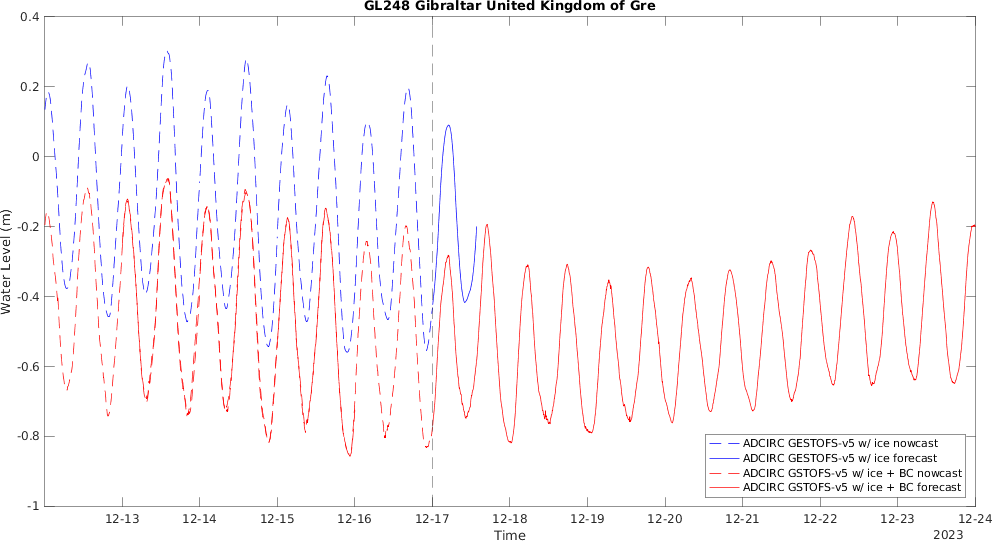 GL248 Gibraltar United Kingdom of Gre
0.4
0.2
0
-0.2
-0.4
-0.6
-0.8
-1
Water Level (m)
ADCIRC GESTOFS-v5 w/ ice nowcast
ADCIRC GESTOFS-v5 w/ ice forecast
ADCIRC GSTOFS-v5 w/ ice + BC nowcast
ADCIRC GSTOFS-v5 w/ ice + BC forecast
12-13 12-14 12-15 12-16 12-17 12-18 12-19 12-20 12-21 12-22 12-23 12-24
Time
2023